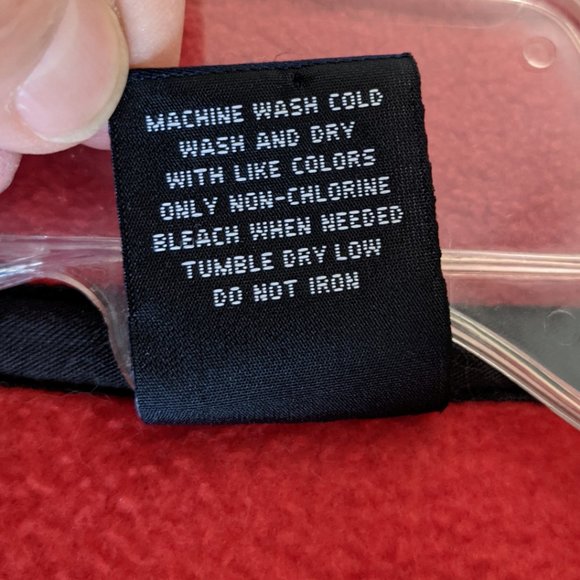 MACHINE WASH COLD
WASH AND DRY
WITH LIKE COLORS
ONLY NON-CHLORINE
BLEACH WHEN NEEDED
TUMBLE DRY LOW
DO NOT IRON